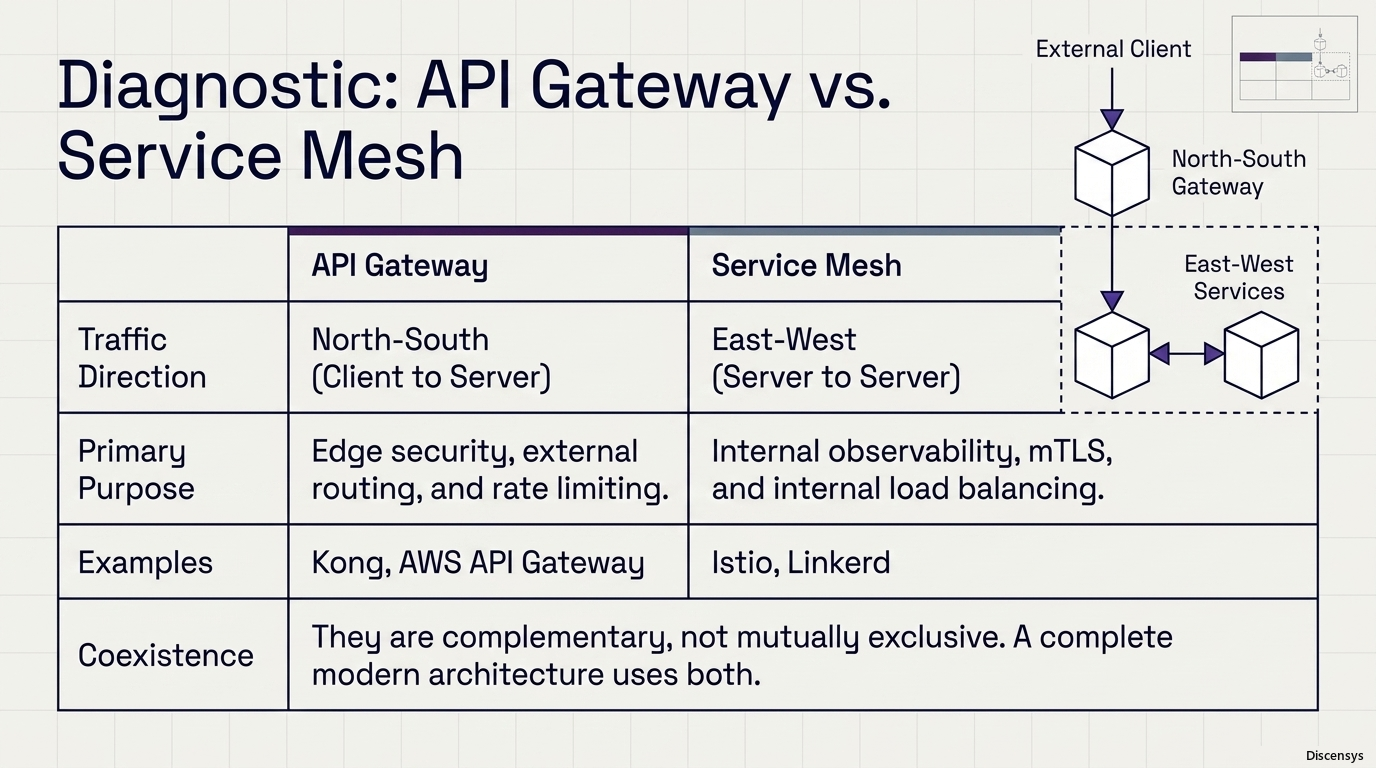 Diagnostic: API Gateway vs.
Service Mesh
External Client
North-South
Gateway
East-West
Services
API Gateway
Service Mesh
Traffic
Direction
North-South
(Client to Server)
East-West
(Server to Server)
Primary
Purpose
Edge security, external
routing, and rate limiting.
Internal observability, mTLS,
and internal load balancing.
Examples
Kong, AWS API Gateway
Istio, Linkerd
Coexistence
They are complementary, not mutually exclusive. A complete
modern architecture uses both.
Discensys